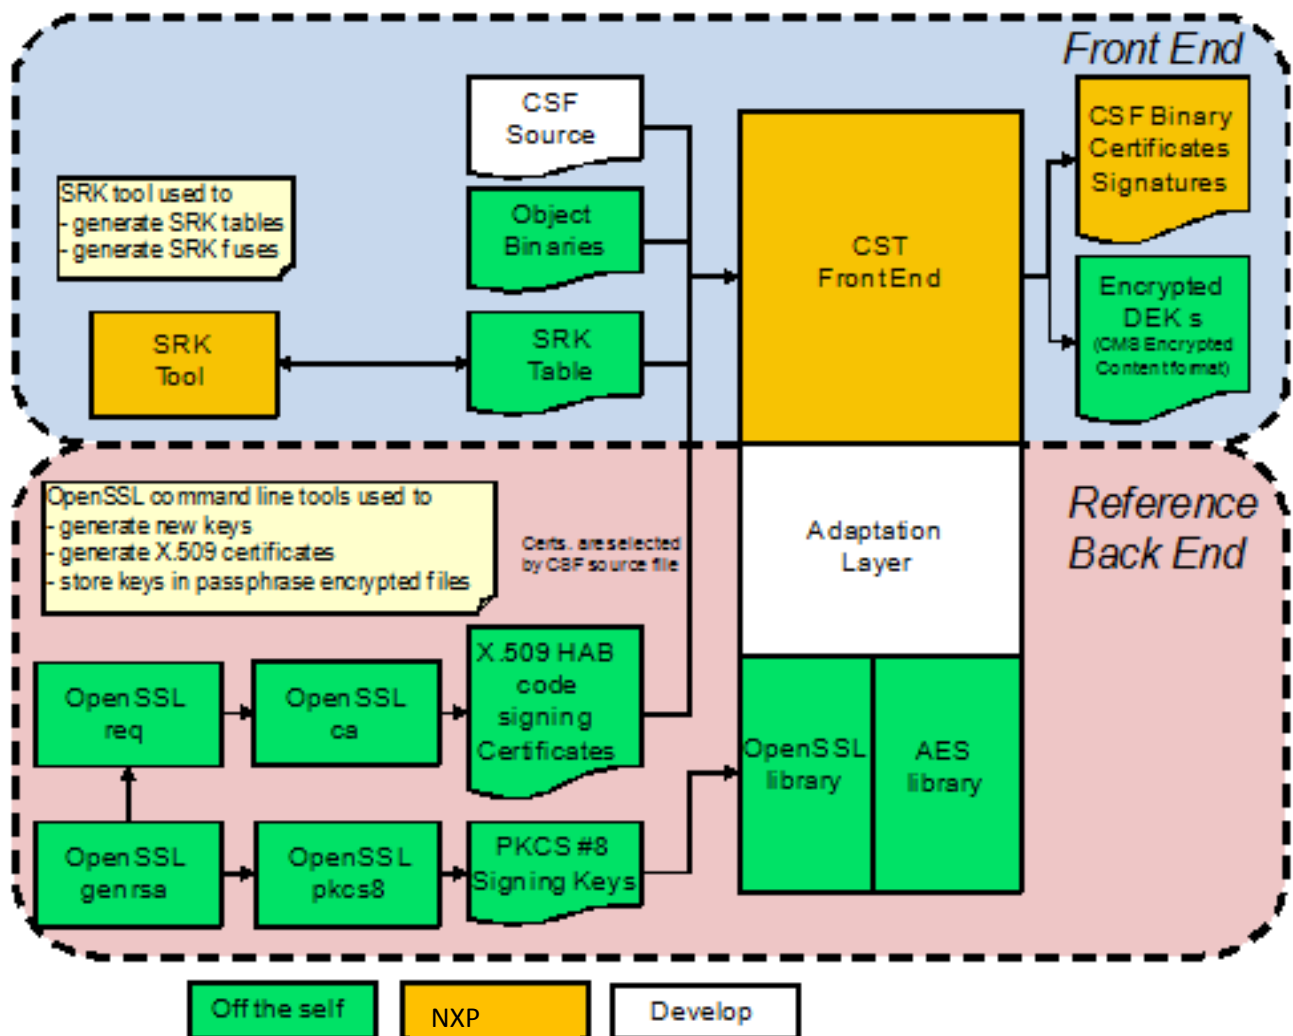 Front End
CSF
Source
CSF Binary
Certificates
Signatures
SRK tool used to
- generate SRK tables
- generate SRK fuses
Object
Binaries
CST
FrontEnd
Encrypted
DEK s
(CMS Encrypted
Content format)
SRK
Tool
SRK
Table
OpenSSL command line tools used to
- generate new keys
- generate X.509 certificates
- store keys in passphrase encrypted files
Certs. are selected
by CSF source file
Adaptation
Layer
Reference
Back End
OpenSSL
req
OpenSSL
ca
X.509 HAB
code
signing
Certificates
OpenSSL
library
AES
library
OpenSSL
genrsa
OpenSSL
pkcs8
PKCS #8
Signing Keys
Off the self
NXP
Develop